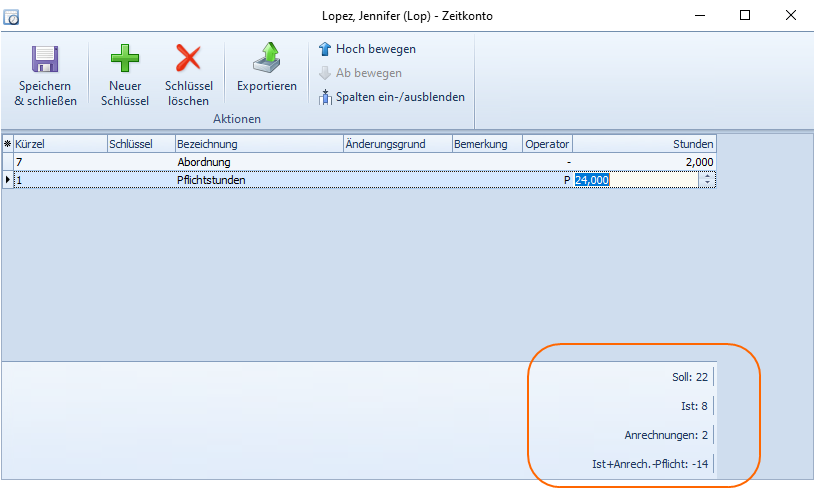 Lopez, Jennifer (Lop) - Zeitkonto
Speichern
& schließen
Neuer
Schlüssel
Schlüssel
löschen
Exportieren
Hoch bewegen
Ab bewegen
Spalten ein-/ausblenden
Aktionen
Kürzel Schlüssel Bezeichnung Änderungsgrund Bemerkung Operator Stunden
7 Abordnung - 2,000
1 Pflichtstunden P 24,000
Soll: 22
Ist: 8
Anrechnungen: 2
Ist+Anrech.-Pflicht: -14